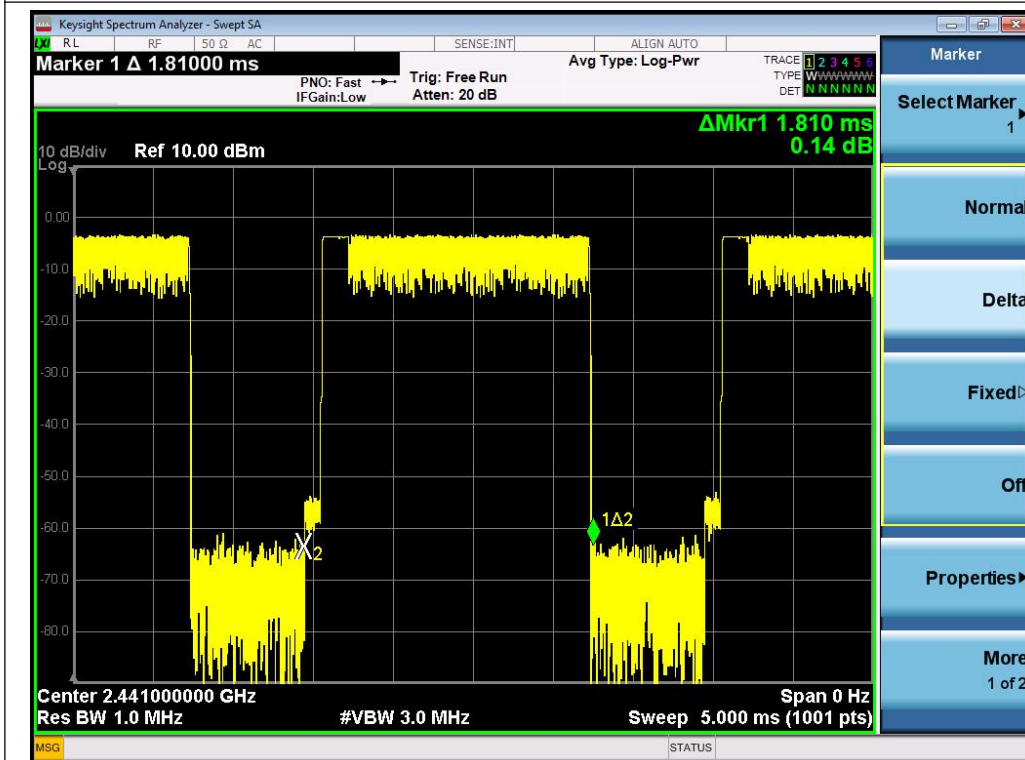 Keysight Spectrum Analyzer - Swept SA
LXI RL RF 50 Ω AC SENSE:INT ALIGN AUTO
Marker 1 Δ 1.81000 ms
PNO: Fast
IFGain:Low
Trig: Free Run
Atten: 20 dB
Avg Type: Log-Pwr
TRACE 1 2 3 4 5 6
TYPE WWWWWW
DET N N N N N N
ΔMkr1 1.810 ms
0.14 dB
10 dB/div Ref 10.00 dBm
Log
0.00
-10.0
-20.0
-30.0
-40.0
-50.0
-60.0
-70.0
-80.0
1Δ2
X2
Center 2.441000000 GHz Span 0 Hz
Res BW 1.0 MHz #VBW 3.0 MHz Sweep 5.000 ms (1001 pts)
MSG STATUS
Marker
Select Marker
1
Normal
Delta
Fixed
Off
Properties
More
1 of 2